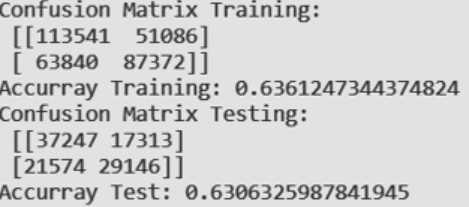 Confusion Matrix Training:
[[113541 51086]
[ 63840 87372]]
Accurray Training: 0.6361247344374824
Confusion Matrix Testing:
[[37247 17313]
[21574 29146]]
Accurray Test: 0.6306325987841945